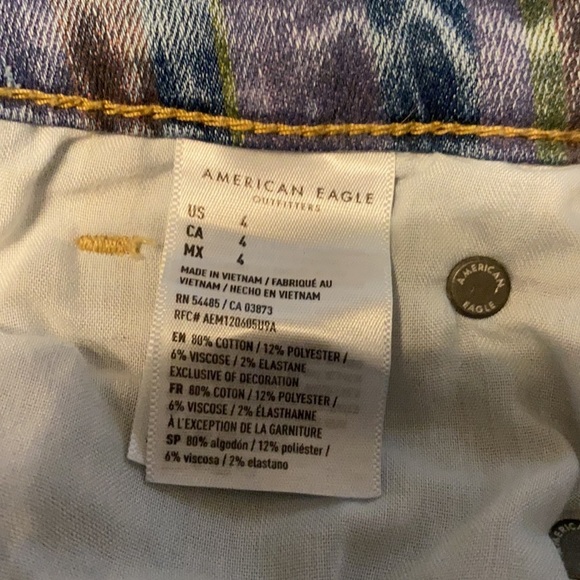 AMERICAN EAGLE
OUTFITTERS
US 4
CA 4
MX 4
MADE IN VIETNAM / FABRIQUÉ AU
VIETNAM / HECHO EN VIETNAM
RN 54485 / CA 03873
RFC# AEM120605U9A
EN 80% COTTON / 12% POLYESTER /
6% VISCOSE / 2% ELASTANE
EXCLUSIVE OF DECORATION
FR 80% COTON / 12% POLYESTER /
6% VISCOSE / 2% ÉLASTHANNE
À L'EXCEPTION DE LA GARNITURE
SP 80% algodón / 12% poliéster /
6% viscosa / 2% elastano
AMERICAN
EAGLE